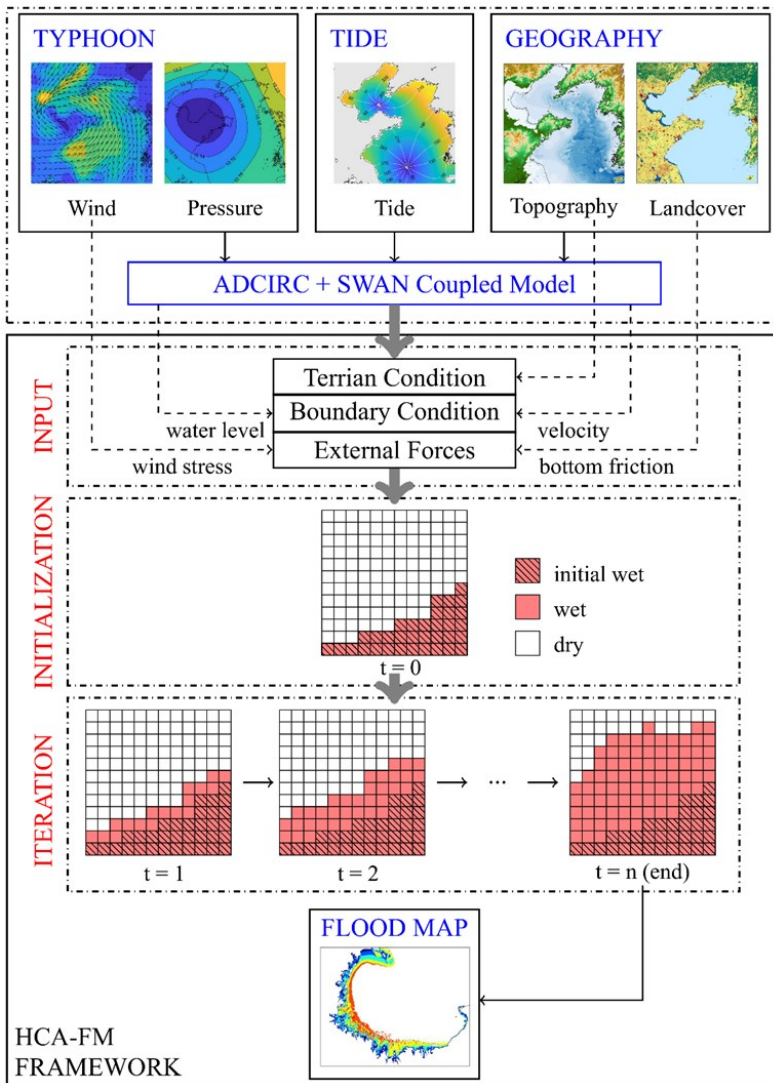 TYPHOON
TIDE
GEOGRAPHY
Wind
Pressure
Tide
Topography
Landcover
ADCIRC + SWAN Coupled Model
INPUT
Terrian Condition
Boundary Condition
External Forces
water level
velocity
wind stress
bottom friction
INITIALIZATION
initial wet
wet
dry
t = 0
ITERATION
...
t = 1
t = 2
t = n (end)
FLOOD MAP
HCA-FM
FRAMEWORK